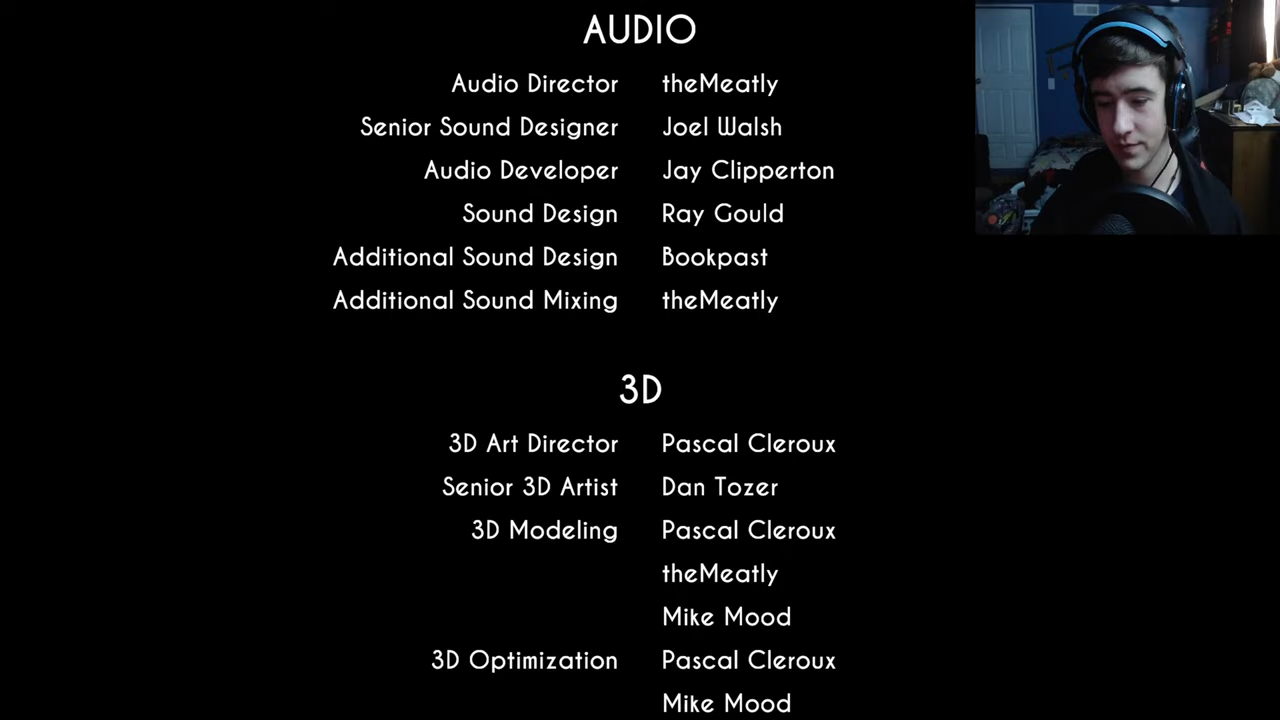 AUDIO
Audio Director theMeatly
Senior Sound Designer Joel Walsh
Audio Developer Jay Clipperton
Sound Design Ray Gould
Additional Sound Design Bookpast
Additional Sound Mixing theMeatly
3D
3D Art Director Pascal Cleroux
Senior 3D Artist Dan Tozer
3D Modeling Pascal Cleroux
theMeatly
Mike Mood
3D Optimization Pascal Cleroux
Mike Mood